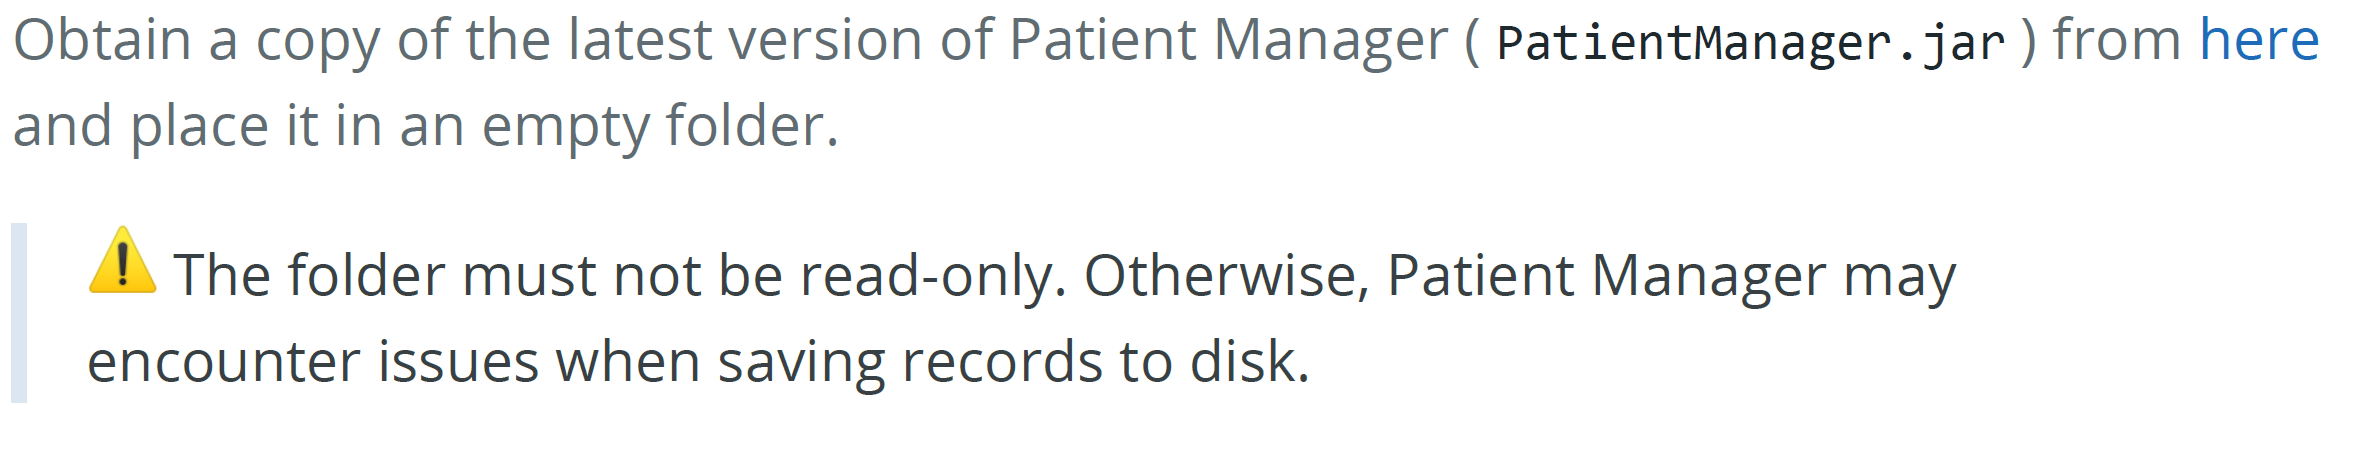 Obtain a copy of the latest version of Patient Manager ( PatientManager.jar ) from here
and place it in an empty folder.
⚠️ The folder must not be read-only. Otherwise, Patient Manager may
encounter issues when saving records to disk.